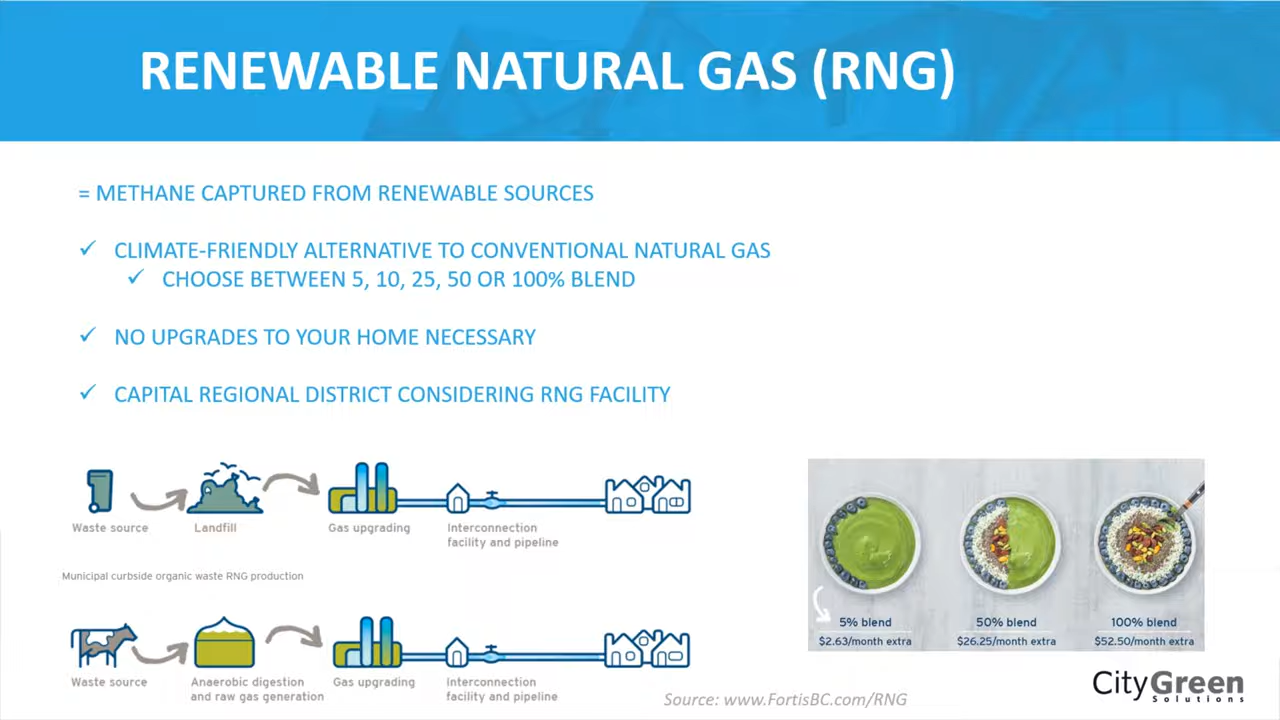 RENEWABLE NATURAL GAS (RNG)
= METHANE CAPTURED FROM RENEWABLE SOURCES
✓ CLIMATE-FRIENDLY ALTERNATIVE TO CONVENTIONAL NATURAL GAS
✓ CHOOSE BETWEEN 5, 10, 25, 50 OR 100% BLEND
✓ NO UPGRADES TO YOUR HOME NECESSARY
✓ CAPITAL REGIONAL DISTRICT CONSIDERING RNG FACILITY
Waste source
Landfill
Gas upgrading
Interconnection
facility and pipeline
Municipal curbside organic waste RNG production
Waste source
Anaerobic digestion
and raw gas generation
Gas upgrading
Interconnection
facility and pipeline
5% blend
$2.63/month extra
50% blend
$26.25/month extra
100% blend
$52.50/month extra
Source: www.FortisBC.com/RNG
CityGreen
Solutions